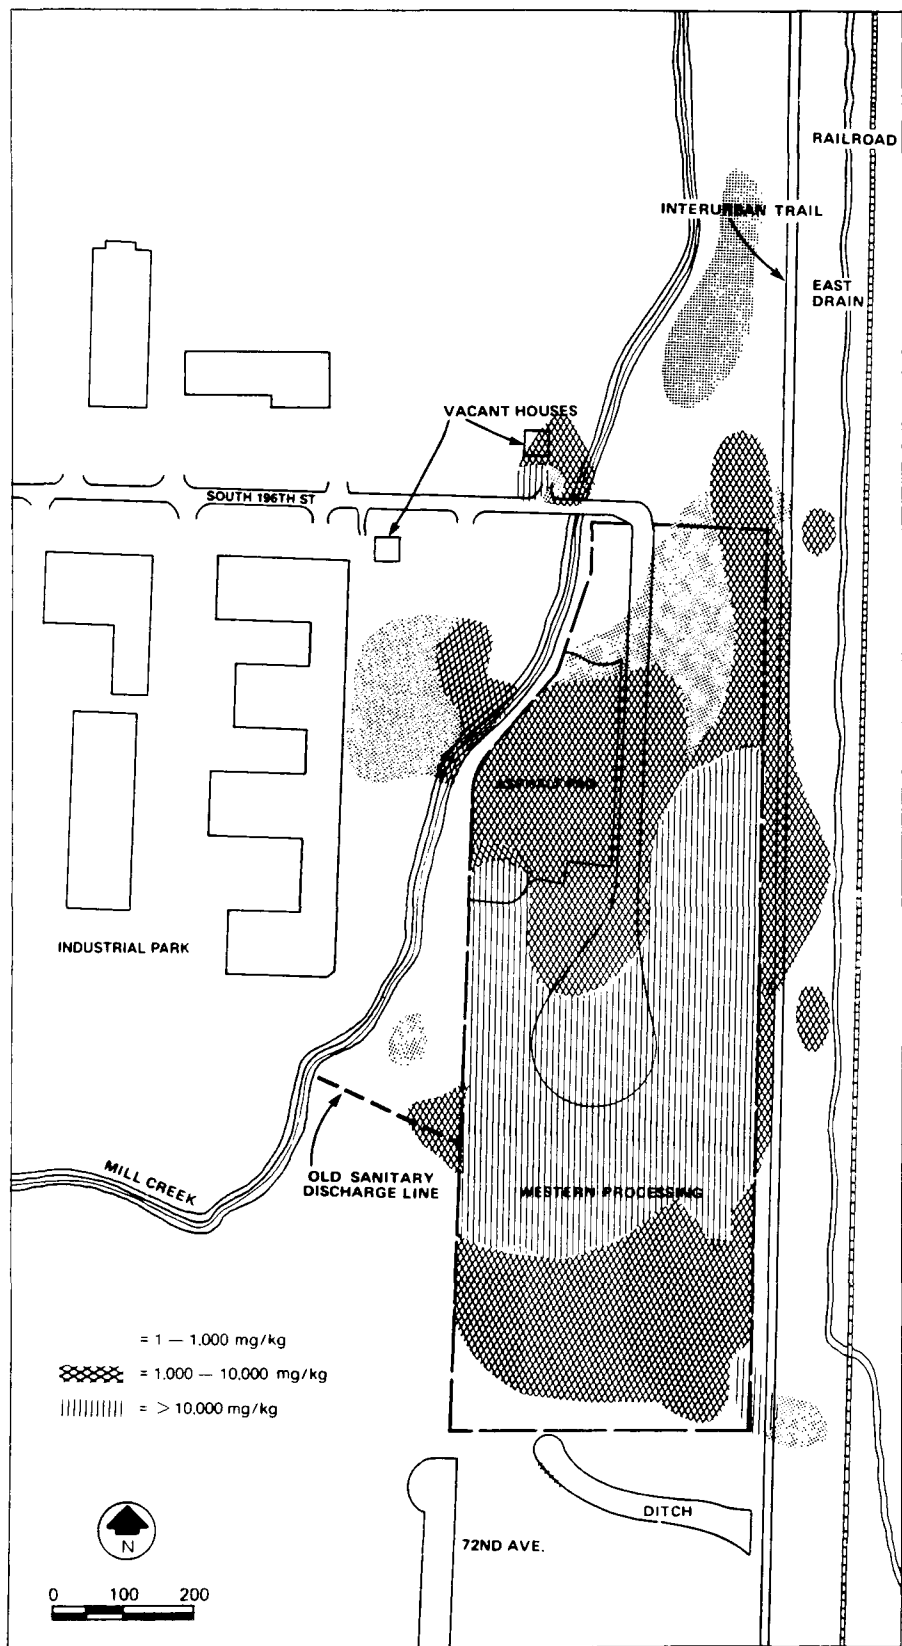 RAILROAD
INTERURBAN TRAIL
EAST
DRAIN
VACANT HOUSES
SOUTH 196TH ST
ASPHALT PAD
INDUSTRIAL PARK
MILL CREEK
OLD SANITARY
DISCHARGE LINE
WESTERN PROCESSING
= 1 — 1,000 mg/kg
= 1,000 — 10,000 mg/kg
= > 10,000 mg/kg
DITCH
72ND AVE.
N
0 100 200